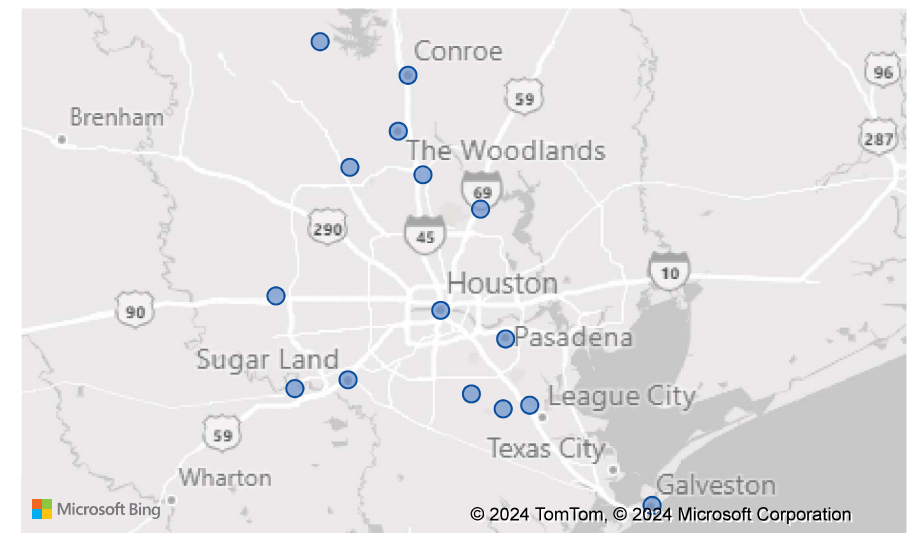 Conroe
96
59
Brenham
287
The Woodlands
69
290
45
10
Houston
90
Pasadena
Sugar Land
League City
59
Texas City
Wharton
Galveston
Microsoft Bing
© 2024 TomTom, © 2024 Microsoft Corporation